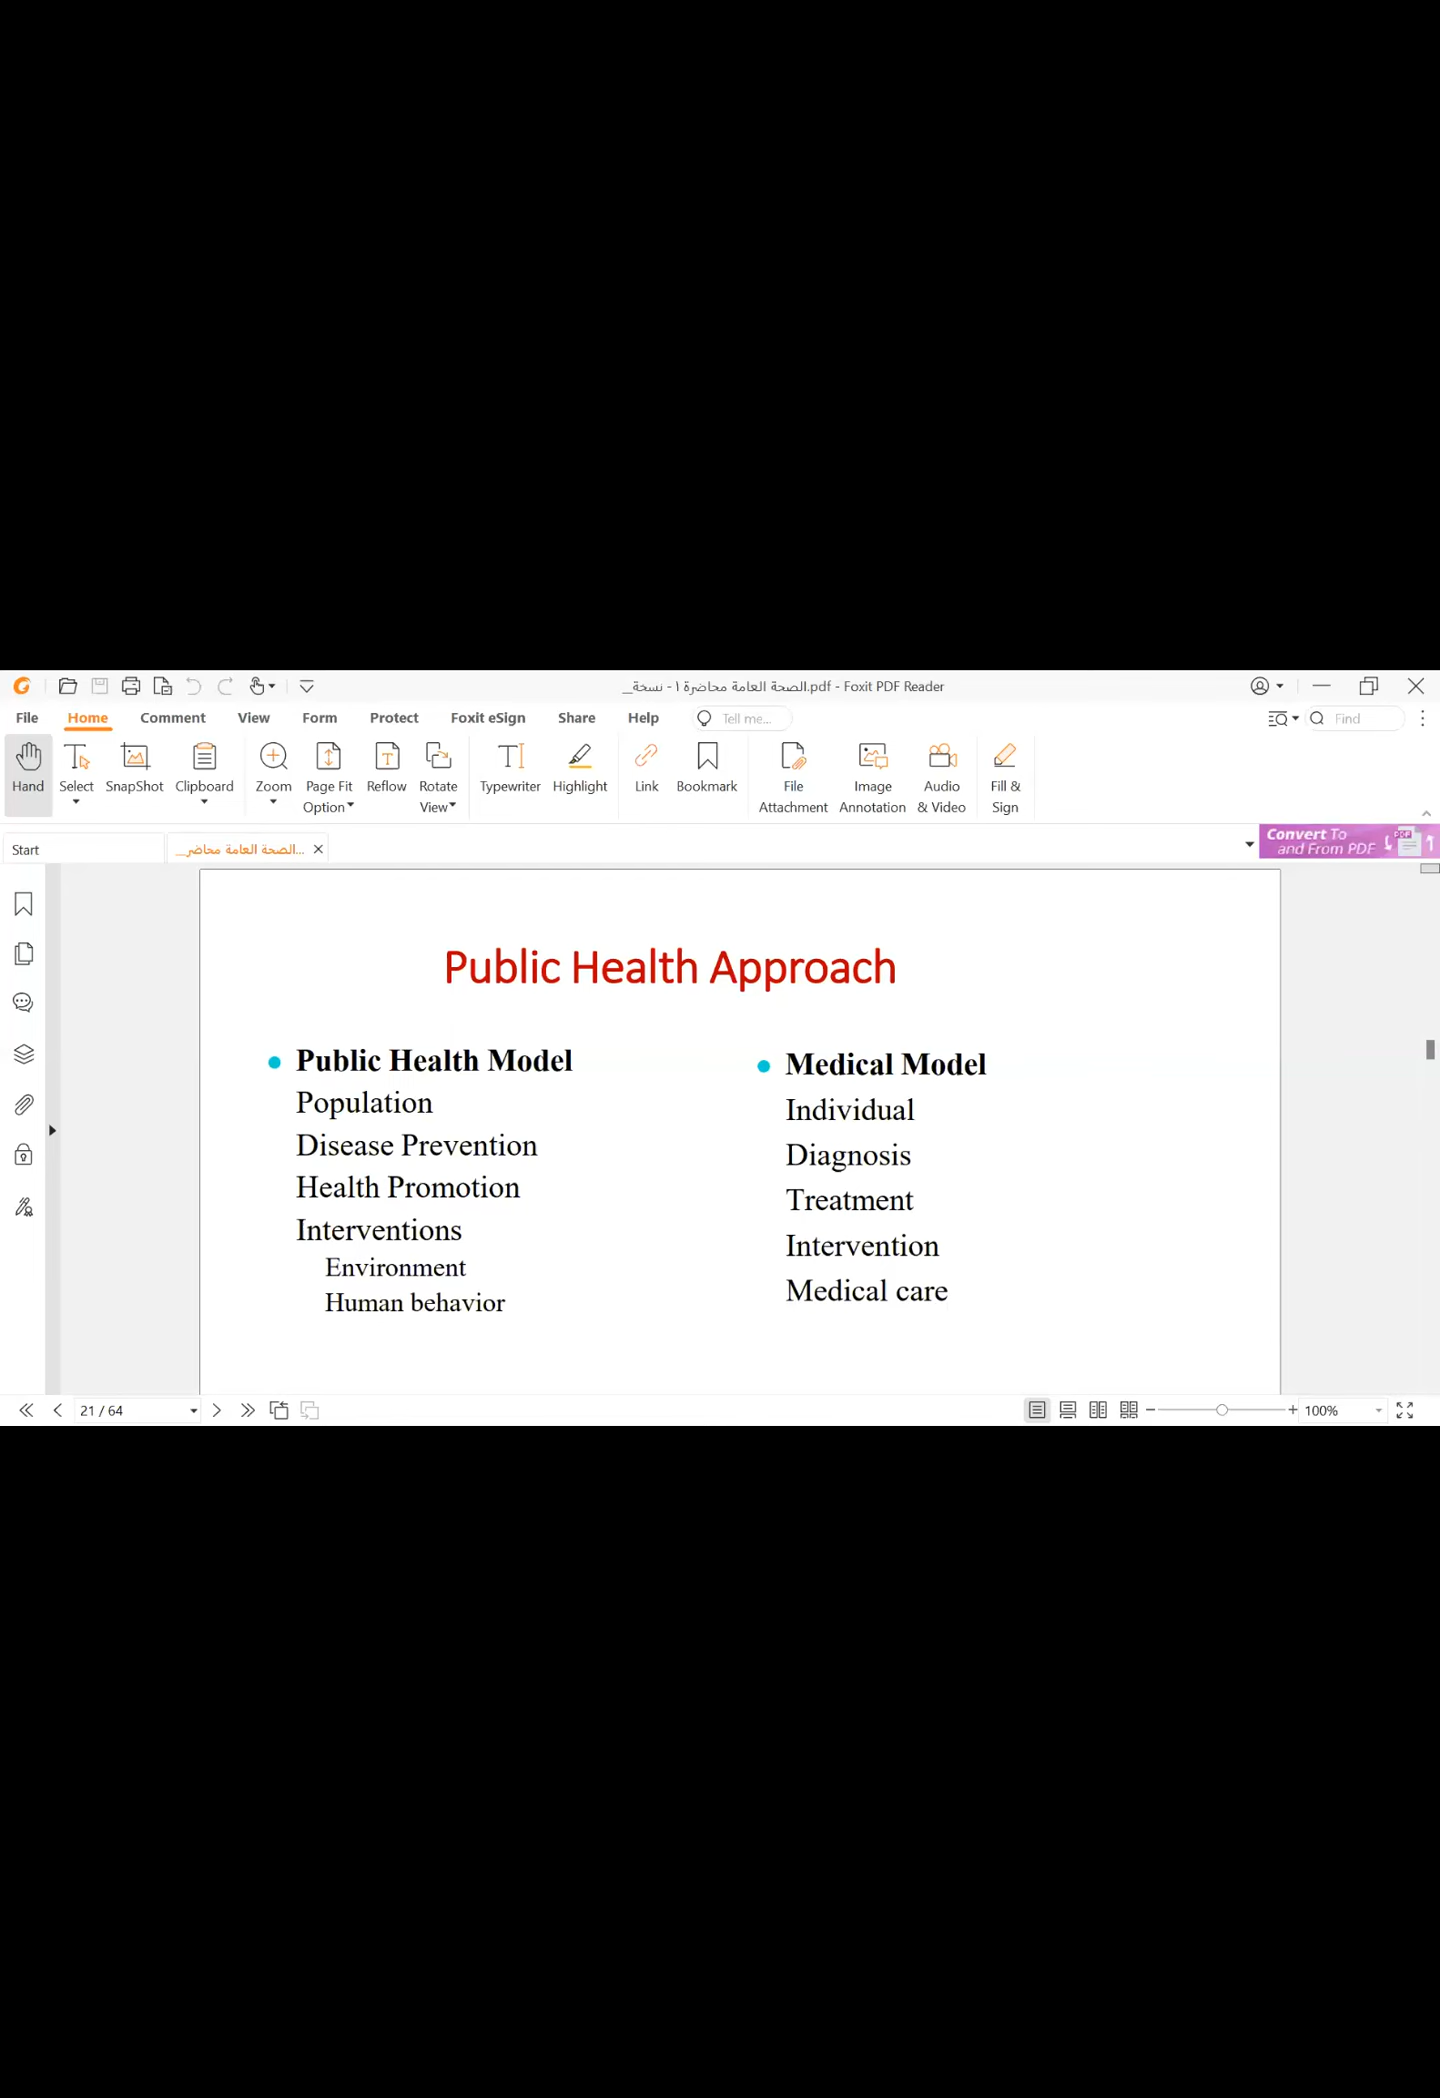 الصحة العامة محاضرة ١ - نسخة__.pdf - Foxit PDF Reader
File Home Comment View Form Protect Foxit eSign Share Help Tell me... Find
Hand Select SnapShot Clipboard Zoom Page Fit Option Reflow Rotate View Typewriter Highlight Link Bookmark File Attachment Image Annotation Audio & Video Fill & Sign
Start
الصحة العامة محاضر__...
Convert To
and From PDF
PDF
Public Health Approach
• Public Health Model
Population
Disease Prevention
Health Promotion
Interventions
Environment
Human behavior
• Medical Model
Individual
Diagnosis
Treatment
Intervention
Medical care
21 / 64
100%